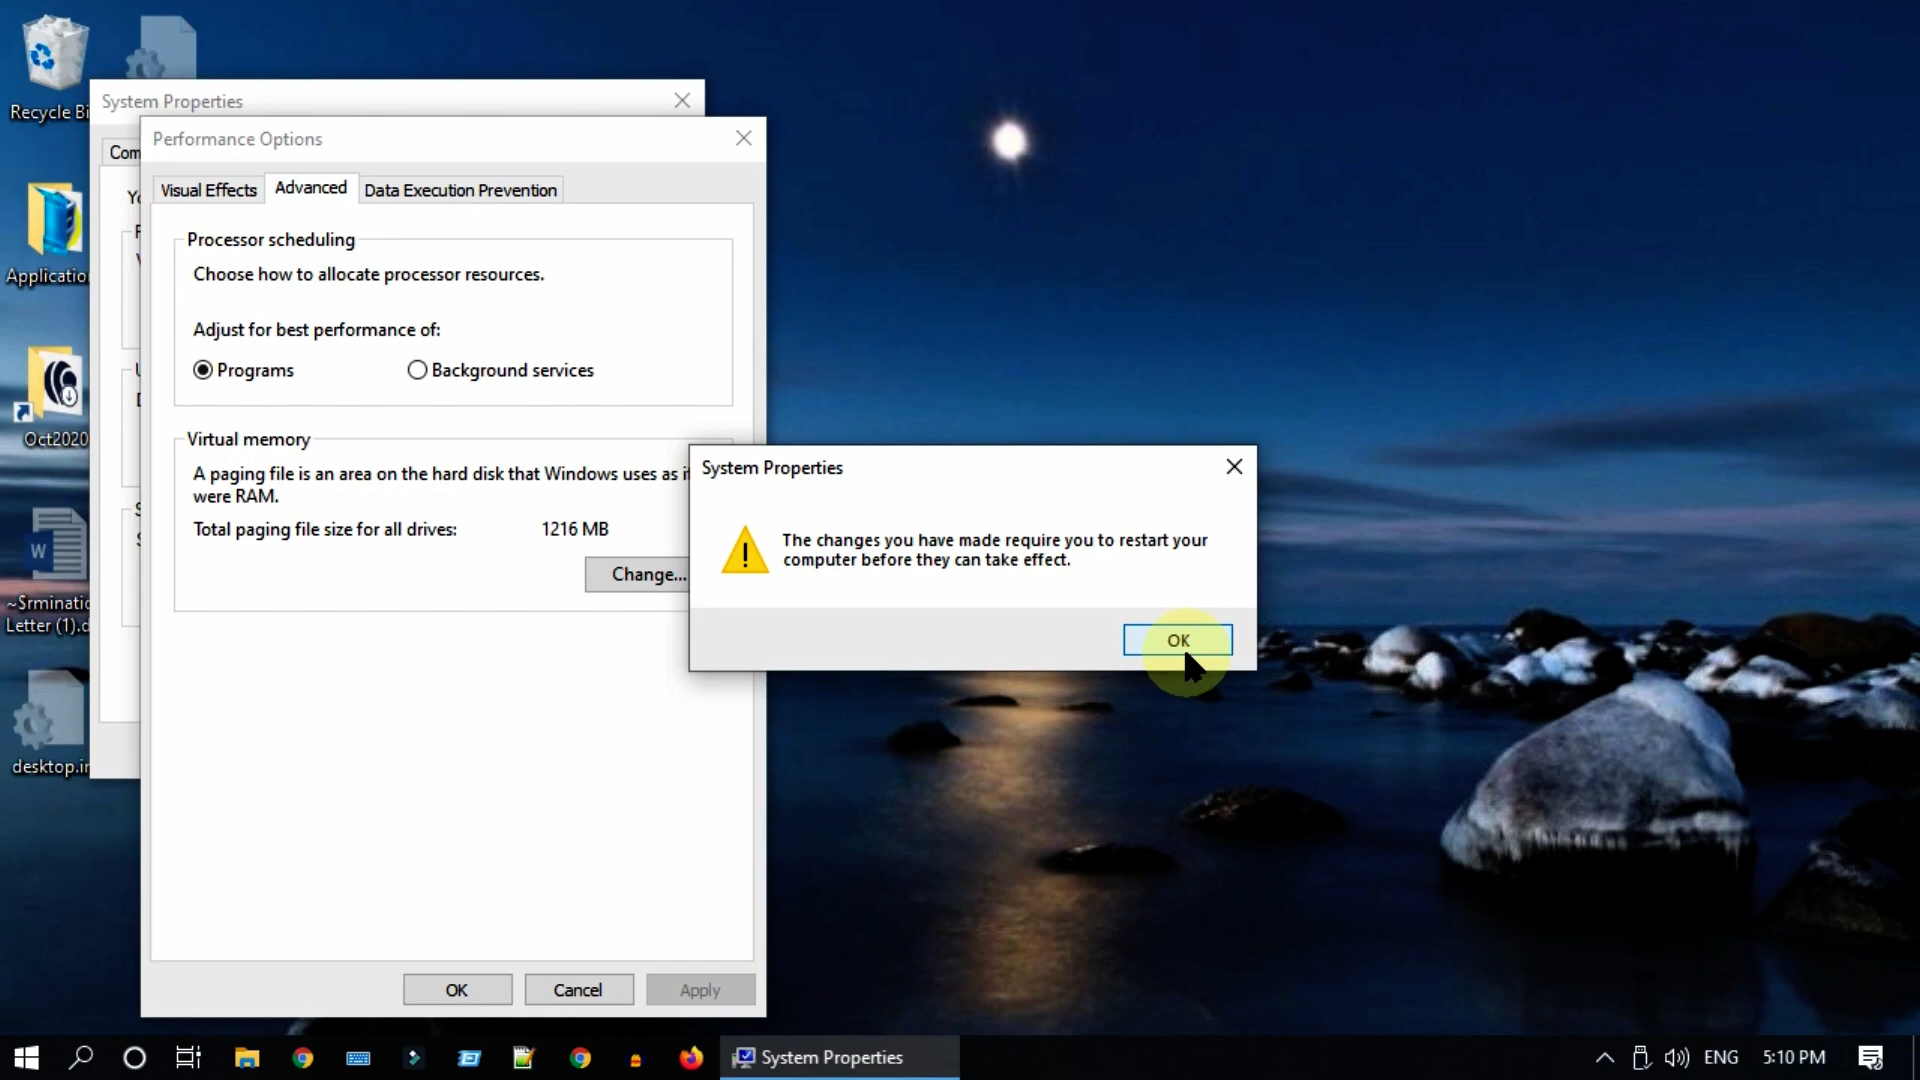 Recycle Bi
Applicatio
Oct2020
W
~$rminatio
Letter (1).d
desktop.in
System Properties
Com
Yo
Performance Options
Visual Effects
Advanced
Data Execution Prevention
Processor scheduling
Choose how to allocate processor resources.
Adjust for best performance of:
Programs
Background services
Virtual memory
A paging file is an area on the hard disk that Windows uses as if
were RAM.
Total paging file size for all drives: 1216 MB
Change...
OK
Cancel
Apply
System Properties
The changes you have made require you to restart your
computer before they can take effect.
OK
System Properties
ENG
5:10 PM